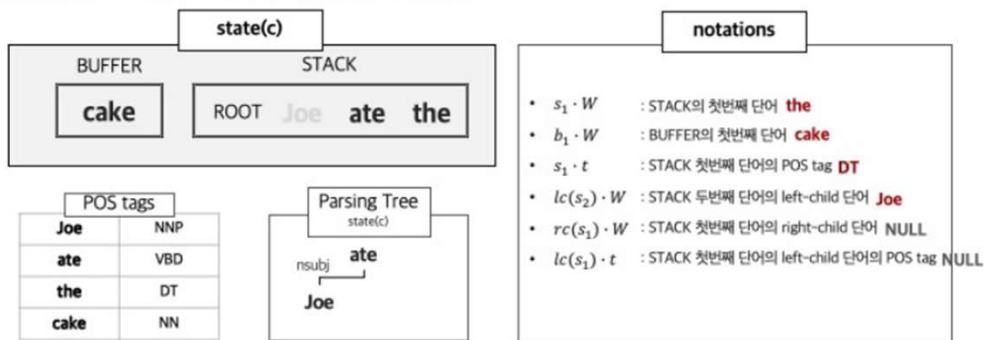 state(c)
BUFFER
STACK
cake
ROOT Joe ate the
POS tags
Joe NNP
ate VBD
the DT
cake NN
Parsing Tree
state(c)
ate
nsubj
Joe
notations
• s₁ · W : STACK의 첫번째 단어 the
• b₁ · W : BUFFER의 첫번째 단어 cake
• s₁ · t : STACK 첫번째 단어의 POS tag DT
• lc(s₂) · W : STACK 두번째 단어의 left-child 단어 Joe
• rc(s₁) · W : STACK 첫번째 단어의 right-child 단어 NULL
• lc(s₁) · t : STACK 첫번째 단어의 left-child 단어의 POS tag NULL